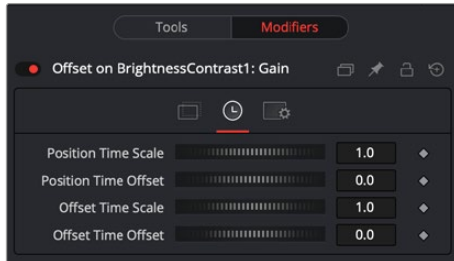 Tools Modifiers
Offset on BrightnessContrast1: Gain
Position Time Scale 1.0
Position Time Offset 0.0
Offset Time Scale 1.0
Offset Time Offset 0.0